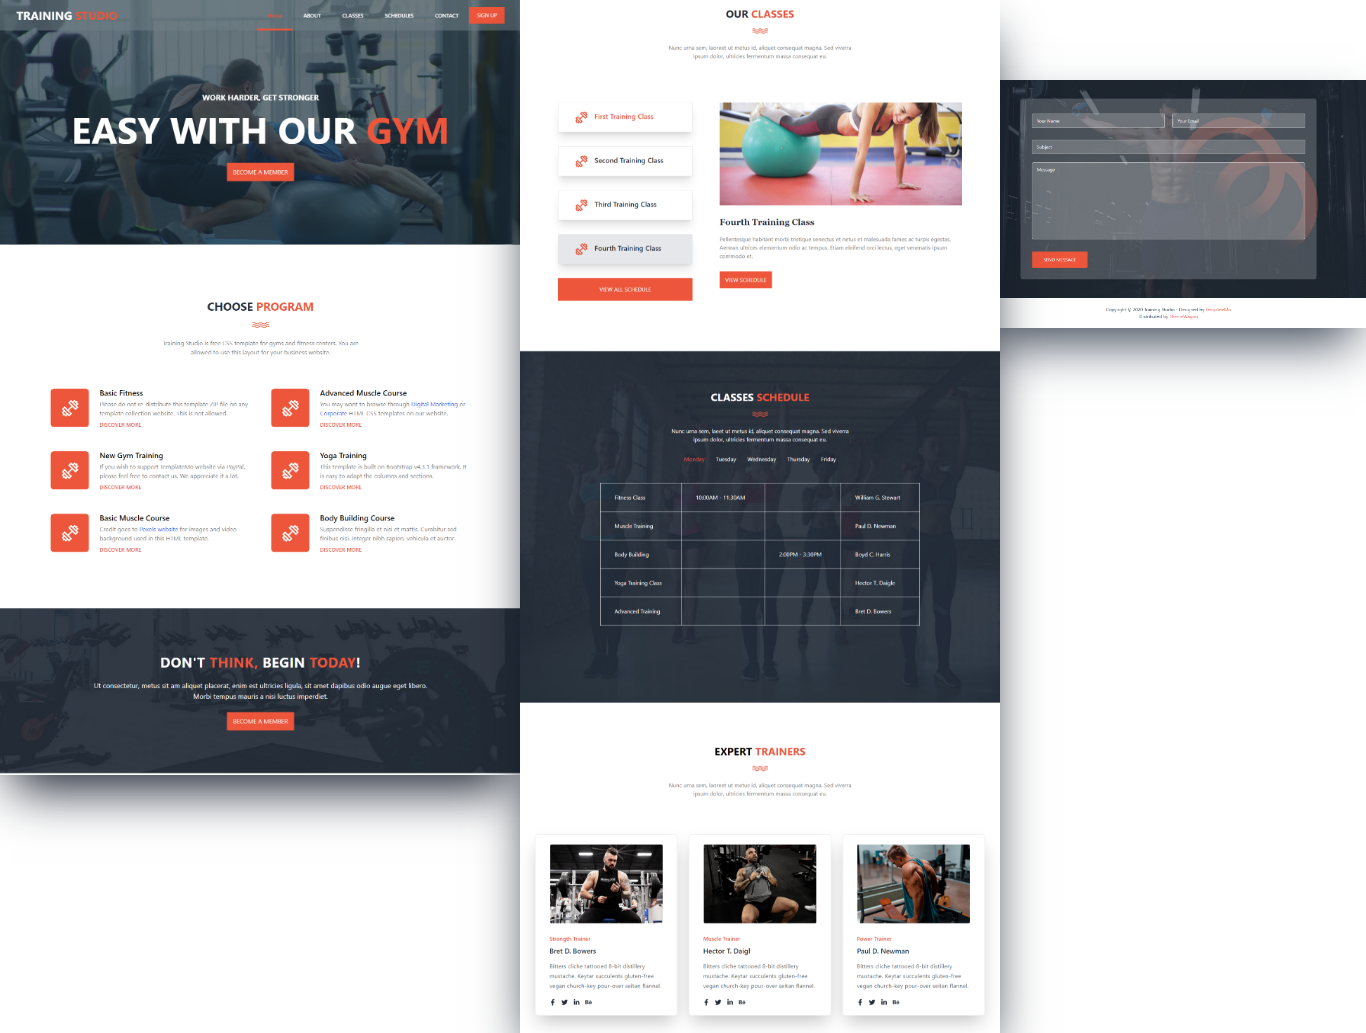 TRAINING STUDIO
Home ABOUT CLASSES SCHEDULES CONTACT SIGN UP
WORK HARDER, GET STRONGER
EASY WITH OUR GYM
BECOME A MEMBER
CHOOSE PROGRAM
Training Studio is free CSS template for gyms and fitness centers. You are
allowed to use this layout for your business website.
Basic Fitness
Please do not re-distribute this template ZIP file on any
template collection website. This is not allowed.
DISCOVER MORE
Advanced Muscle Course
You may want to browse through Digital Marketing or
Corporate HTML CSS templates on our website.
DISCOVER MORE
New Gym Training
If you wish to support TemplateMo website via PayPal,
please feel free to contact us. We appreciate it a lot.
DISCOVER MORE
Yoga Training
This template is built on Bootstrap v4.3.1 framework. It
is easy to adapt the columns and sections.
DISCOVER MORE
Basic Muscle Course
Credit goes to Pexels website for images and video
background used in this HTML template.
DISCOVER MORE
Body Building Course
Suspendisse fringilla et nisi et mattis. Curabitur sed
finibus nisi. Integer nibh sapien, vehicula et auctor.
DISCOVER MORE
DON'T THINK, BEGIN TODAY!
Ut consectetur, metus sit am aliquet placerat, enim est ultricies ligula, sit amet dapibus odio augue eget libero.
Morbi tempus mauris a nisi luctus imperdiet.
BECOME A MEMBER
OUR CLASSES
Nunc urna sem, laoreet ut metus id, aliquet consequat magna. Sed viverra
ipsum dolor, ultricies fermentum massa consequat eu.
First Training Class
Second Training Class
Third Training Class
Fourth Training Class
VIEW ALL SCHEDULE
Fourth Training Class
Pellentesque habitant morbi tristique senectus et netus et malesuada fames ac turpis egestas.
Aenean ultrices elementum odio ac tempus. Etiam eleifend orci lectus, eget venenatis ipsum
commodo et.
VIEW SCHEDULE
CLASSES SCHEDULE
Nunc urna sem, laoreet ut metus id, aliquet consequat magna. Sed viverra
ipsum dolor, ultricies fermentum massa consequat eu.
Monday Tuesday Wednesday Thursday Friday
Fitness Class 10:00AM - 11:30AM William G. Stewart
Muscle Training Paul D. Newman
Body Building 2:00PM - 3:30PM Boyd C. Harris
Yoga Training Class Hector T. Daigle
Advanced Training Bret D. Bowers
EXPERT TRAINERS
Nunc urna sem, laoreet ut metus id, aliquet consequat magna. Sed viverra
ipsum dolor, ultricies fermentum massa consequat eu.
Strength Trainer
Bret D. Bowers
Bitters cliche tattooed 8-bit distillery
mustache. Keytar succulents gluten-free
vegan church-key pour-over seitan flannel.
Bē
Muscle Trainer
Hector T. Daigl
Bitters cliche tattooed 8-bit distillery
mustache. Keytar succulents gluten-free
vegan church-key pour-over seitan flannel.
Bē
Power Trainer
Paul D. Newman
Bitters cliche tattooed 8-bit distillery
mustache. Keytar succulents gluten-free
vegan church-key pour-over seitan flannel.
Bē
Your Name Your Email
Subject
Message
SEND MESSAGE
Copyright © 2020 Training Studio - Designed by TemplateMo
Distributed by ThemeWagon